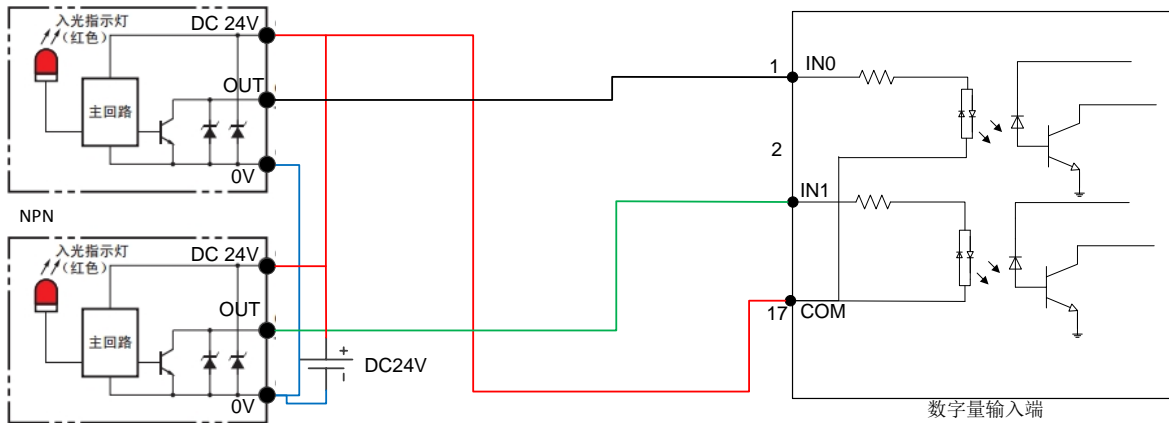 入光指示灯
（红色）
DC 24V
主回路
OUT
0V
NPN
入光指示灯
（红色）
DC 24V
主回路
OUT
0V
+
DC24V
1
IN0
2
IN1
17
COM
数字量输入端